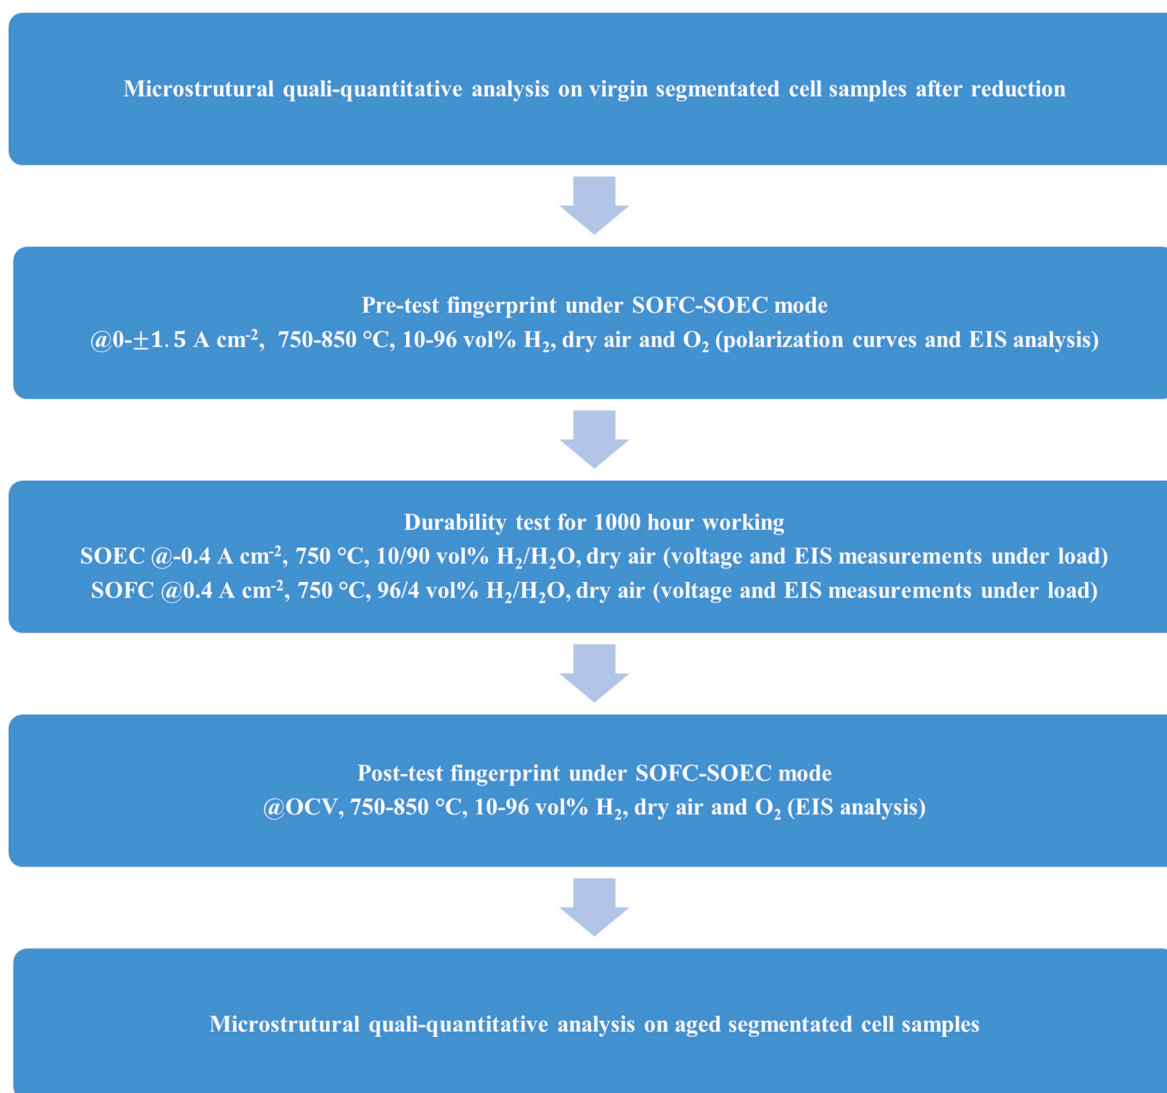 Microstrutural quali-quantitative analysis on virgin segmentated cell samples after reduction
Pre-test fingerprint under SOFC-SOEC mode
@0-±1.5 A cm⁻², 750-850 °C, 10-96 vol% H₂, dry air and O₂ (polarization curves and EIS analysis)
Durability test for 1000 hour working
SOEC @-0.4 A cm⁻², 750 °C, 10/90 vol% H₂/H₂O, dry air (voltage and EIS measurements under load)
SOFC @0.4 A cm⁻², 750 °C, 96/4 vol% H₂/H₂O, dry air (voltage and EIS measurements under load)
Post-test fingerprint under SOFC-SOEC mode
@OCV, 750-850 °C, 10-96 vol% H₂, dry air and O₂ (EIS analysis)
Microstrutural quali-quantitative analysis on aged segmentated cell samples